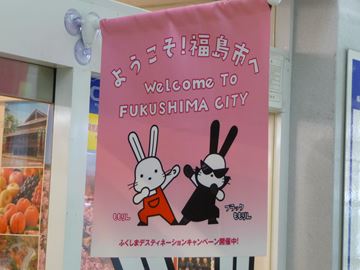 ようこそ!福島市へ
Welcome To
FUKUSHIMA CITY
ももりん
ブラック
ももりん
ふくしまデスティネーションキャンペーン開催中!